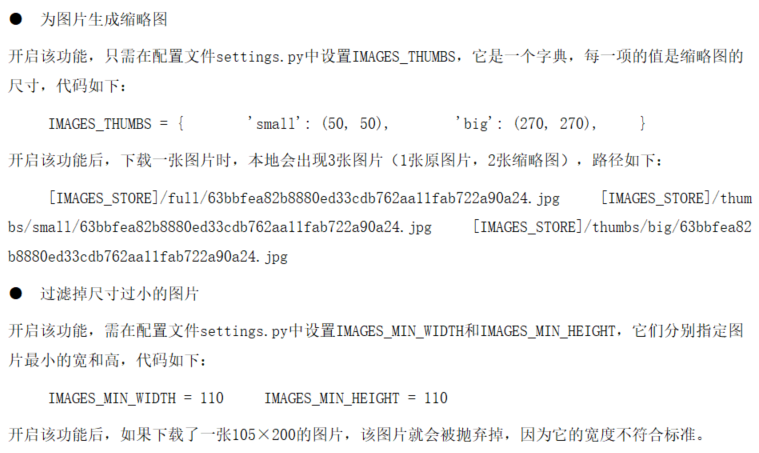 ● 为图片生成缩略图
开启该功能，只需在配置文件settings.py中设置IMAGES_THUMBS，它是一个字典，每一项的值是缩略图的
尺寸，代码如下：
IMAGES_THUMBS = { 'small': (50, 50), 'big': (270, 270), }
开启该功能后，下载一张图片时，本地会出现3张图片（1张原图片，2张缩略图），路径如下：
[IMAGES_STORE]/full/63bbfea82b8880ed33cdb762aa11fab722a90a24.jpg [IMAGES_STORE]/thum
bs/small/63bbfea82b8880ed33cdb762aa11fab722a90a24.jpg [IMAGES_STORE]/thumbs/big/63bbfea82
b8880ed33cdb762aa11fab722a90a24.jpg
● 过滤掉尺寸过小的图片
开启该功能，需在配置文件settings.py中设置IMAGES_MIN_WIDTH和IMAGES_MIN_HEIGHT，它们分别指定图
片最小的宽和高，代码如下：
IMAGES_MIN_WIDTH = 110 IMAGES_MIN_HEIGHT = 110
开启该功能后，如果下载了一张105×200的图片，该图片就会被抛弃掉，因为它的宽度不符合标准。